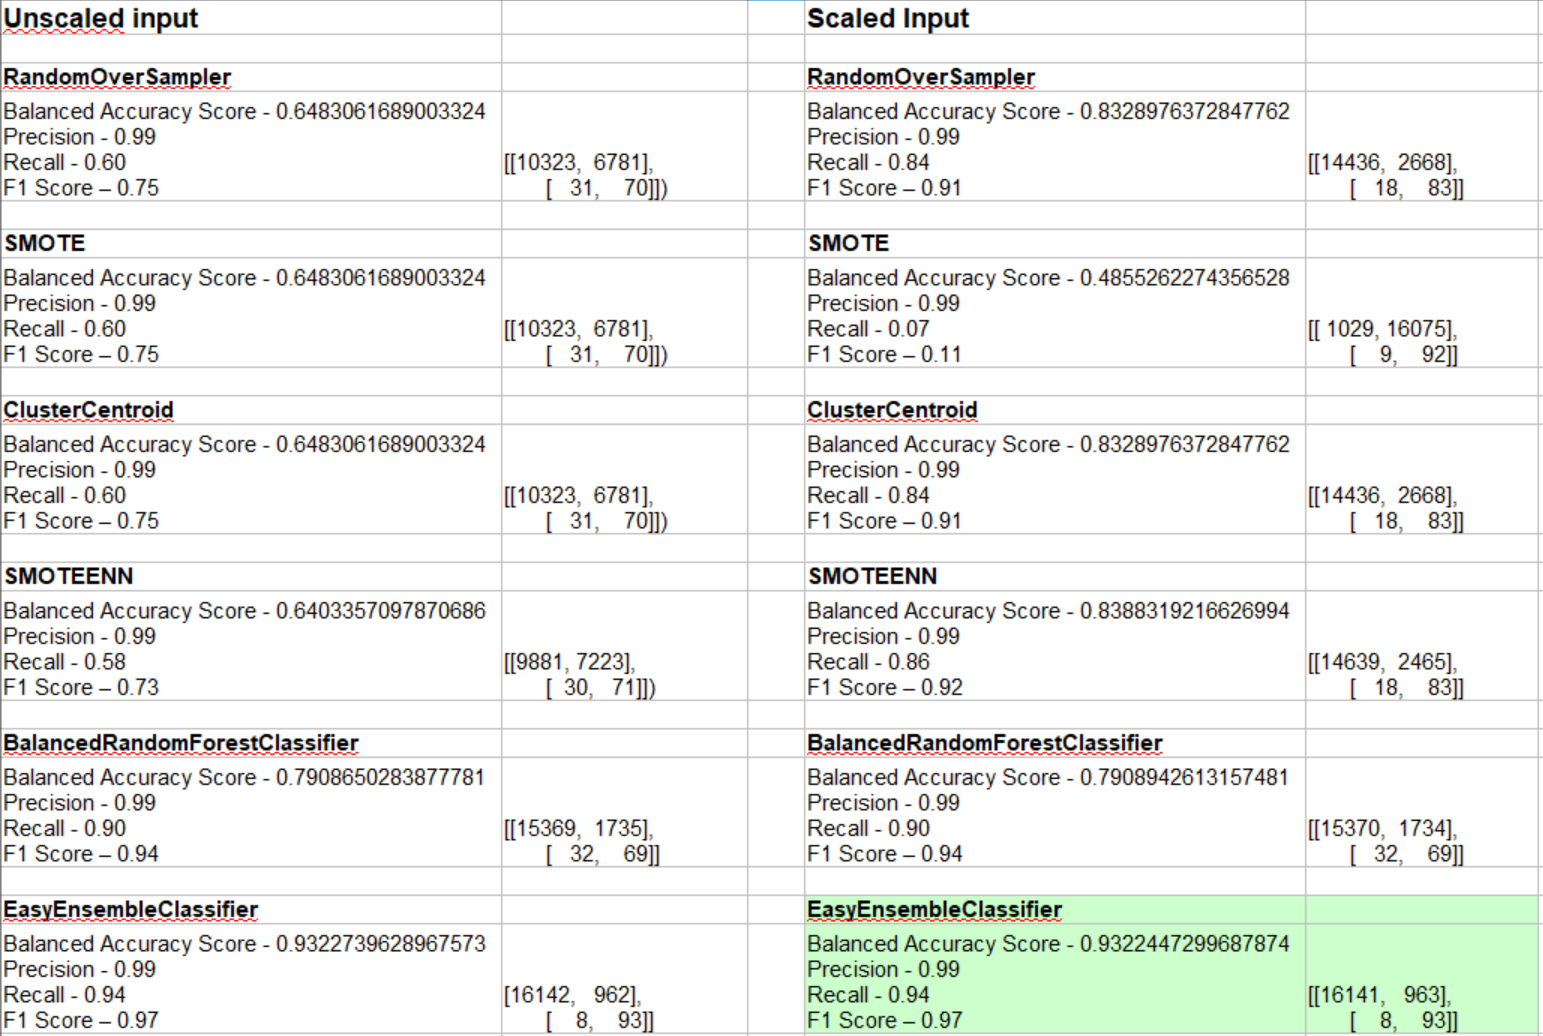 Unscaled input
Scaled Input
RandomOverSampler
RandomOverSampler
Balanced Accuracy Score - 0.6483061689003324
Precision - 0.99
Recall - 0.60
F1 Score – 0.75
[[10323, 6781],
[ 31, 70]])
Balanced Accuracy Score - 0.8328976372847762
Precision - 0.99
Recall - 0.84
F1 Score – 0.91
[[14436, 2668],
[ 18, 83]]
SMOTE
SMOTE
Balanced Accuracy Score - 0.6483061689003324
Precision - 0.99
Recall - 0.60
F1 Score – 0.75
[[10323, 6781],
[ 31, 70]])
Balanced Accuracy Score - 0.4855262274356528
Precision - 0.99
Recall - 0.07
F1 Score – 0.11
[[ 1029, 16075],
[ 9, 92]]
ClusterCentroid
ClusterCentroid
Balanced Accuracy Score - 0.6483061689003324
Precision - 0.99
Recall - 0.60
F1 Score – 0.75
[[10323, 6781],
[ 31, 70]])
Balanced Accuracy Score - 0.8328976372847762
Precision - 0.99
Recall - 0.84
F1 Score – 0.91
[[14436, 2668],
[ 18, 83]]
SMOTEENN
SMOTEENN
Balanced Accuracy Score - 0.6403357097870686
Precision - 0.99
Recall - 0.58
F1 Score – 0.73
[[9881, 7223],
[ 30, 71]])
Balanced Accuracy Score - 0.8388319216626994
Precision - 0.99
Recall - 0.86
F1 Score – 0.92
[[14639, 2465],
[ 18, 83]]
BalancedRandomForestClassifier
BalancedRandomForestClassifier
Balanced Accuracy Score - 0.7908650283877781
Precision - 0.99
Recall - 0.90
F1 Score – 0.94
[[15369, 1735],
[ 32, 69]]
Balanced Accuracy Score - 0.7908942613157481
Precision - 0.99
Recall - 0.90
F1 Score – 0.94
[[15370, 1734],
[ 32, 69]]
EasyEnsembleClassifier
EasyEnsembleClassifier
Balanced Accuracy Score - 0.9322739628967573
Precision - 0.99
Recall - 0.94
F1 Score – 0.97
[16142, 962],
[ 8, 93]]
Balanced Accuracy Score - 0.9322447299687874
Precision - 0.99
Recall - 0.94
F1 Score – 0.97
[[16141, 963],
[ 8, 93]]